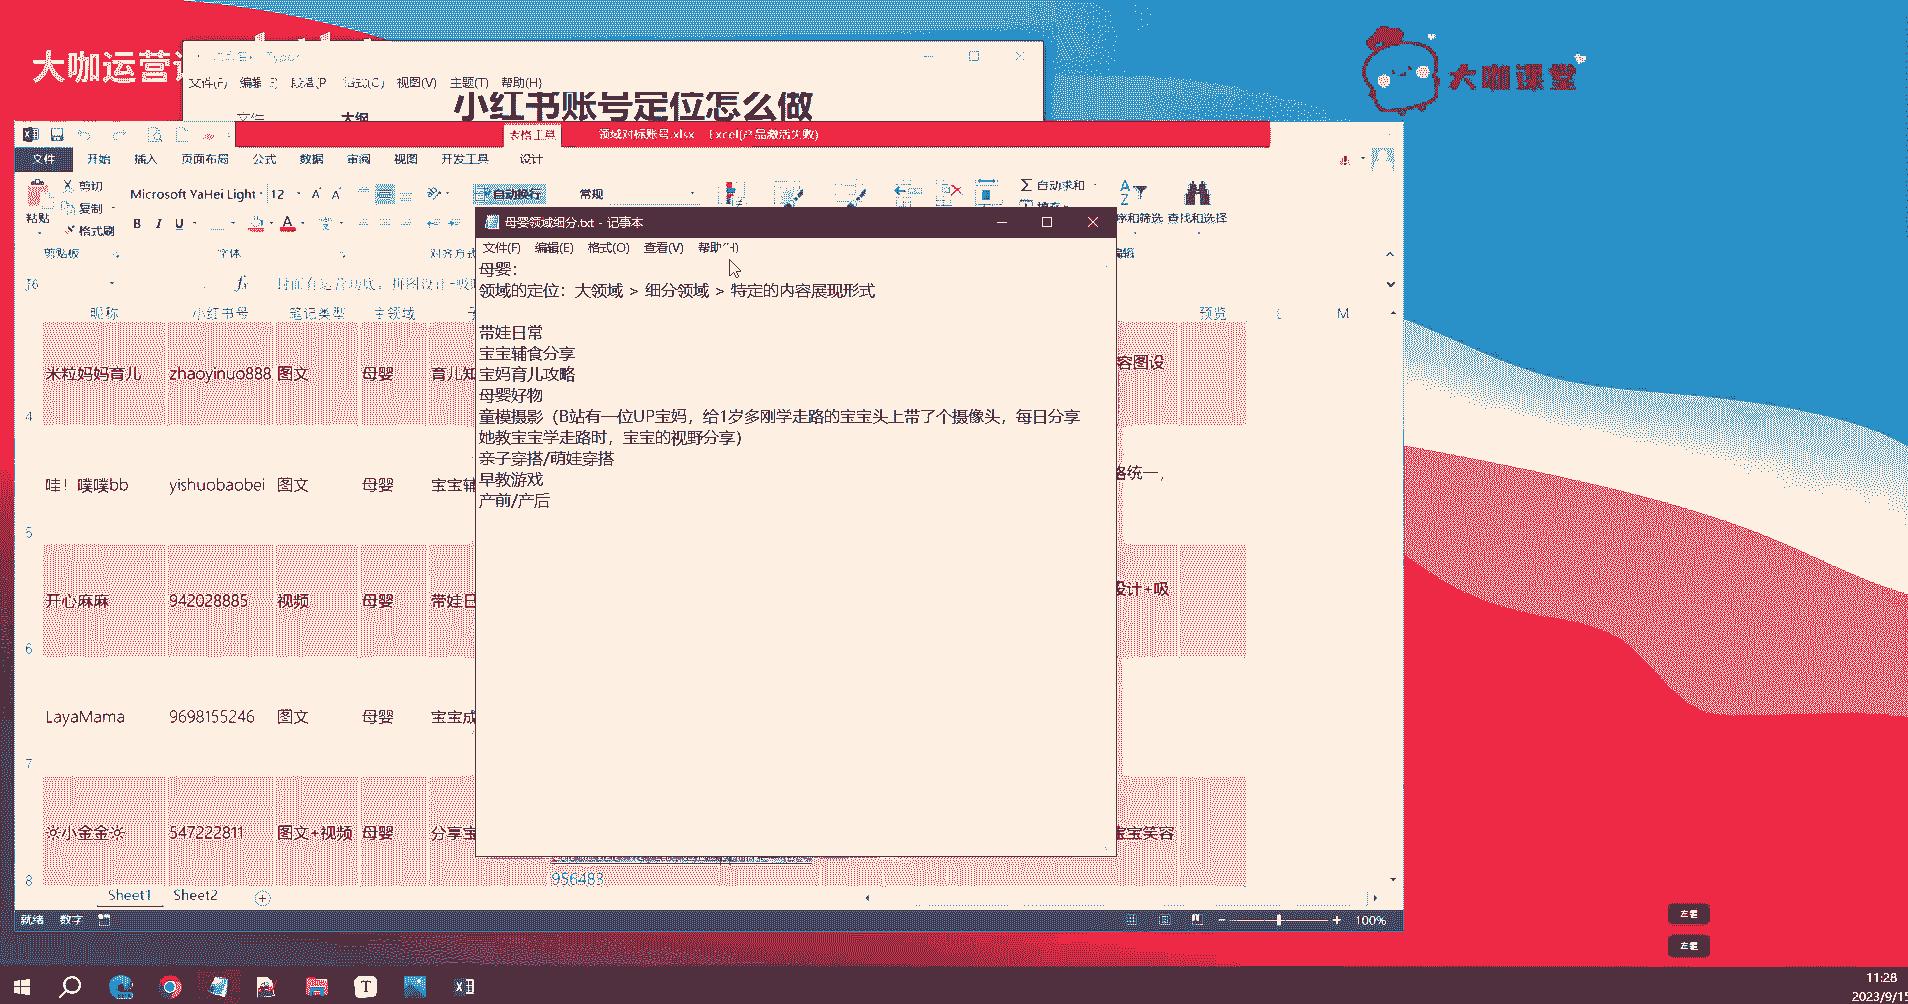 大咖运营
大咖课堂
文件(F) 编辑 视图(V) 主题(T) 帮助(H)
文件 大纲
小红书账号定位怎么做
表格工具 领域对标账号.xlsx - Excel(产品激活失败)
文件 开始 插入 页面布局 公式 数据 审阅 视图 开发工具 设计
剪切
复制
格式刷
粘贴
剪贴板
Microsoft YaHei Light 12
B I U
字体
自动换行
对齐方式
常规
自动求和
填充
序和筛选 查找和选择
编辑
J6
昵称 小红书号 笔记类型 主领域 预览 L M
米粒妈妈育儿 zhaoyinuo888 图文 母婴 育儿知
容图设
4
哇！噗噗bb yishuobaobei 图文 母婴 宝宝辅
格统一，
5
开心麻麻 942028885 视频 母婴 带娃日
设计+吸
6
LayaMama 9698155246 图文 母婴 宝宝成
7
小金金 547222811 图文+视频 母婴 分享宝
宝宝笑容
8
956483
Sheet1 Sheet2
就绪 数字
100%
母婴领域细分.txt - 记事本
文件(F) 编辑(E) 格式(O) 查看(V) 帮助(H)
母婴：
领域的定位：大领域 > 细分领域 > 特定的内容展现形式
带娃日常
宝宝辅食分享
宝妈育儿攻略
母婴好物
童模摄影（B站有一位UP宝妈，给1岁多刚学走路的宝宝头上带了个摄像头，每日分享
她教宝宝学走路时，宝宝的视野分享）
亲子穿搭/萌娃穿搭
早教游戏
产前/产后
左键
左键
11:28
2023/9/15